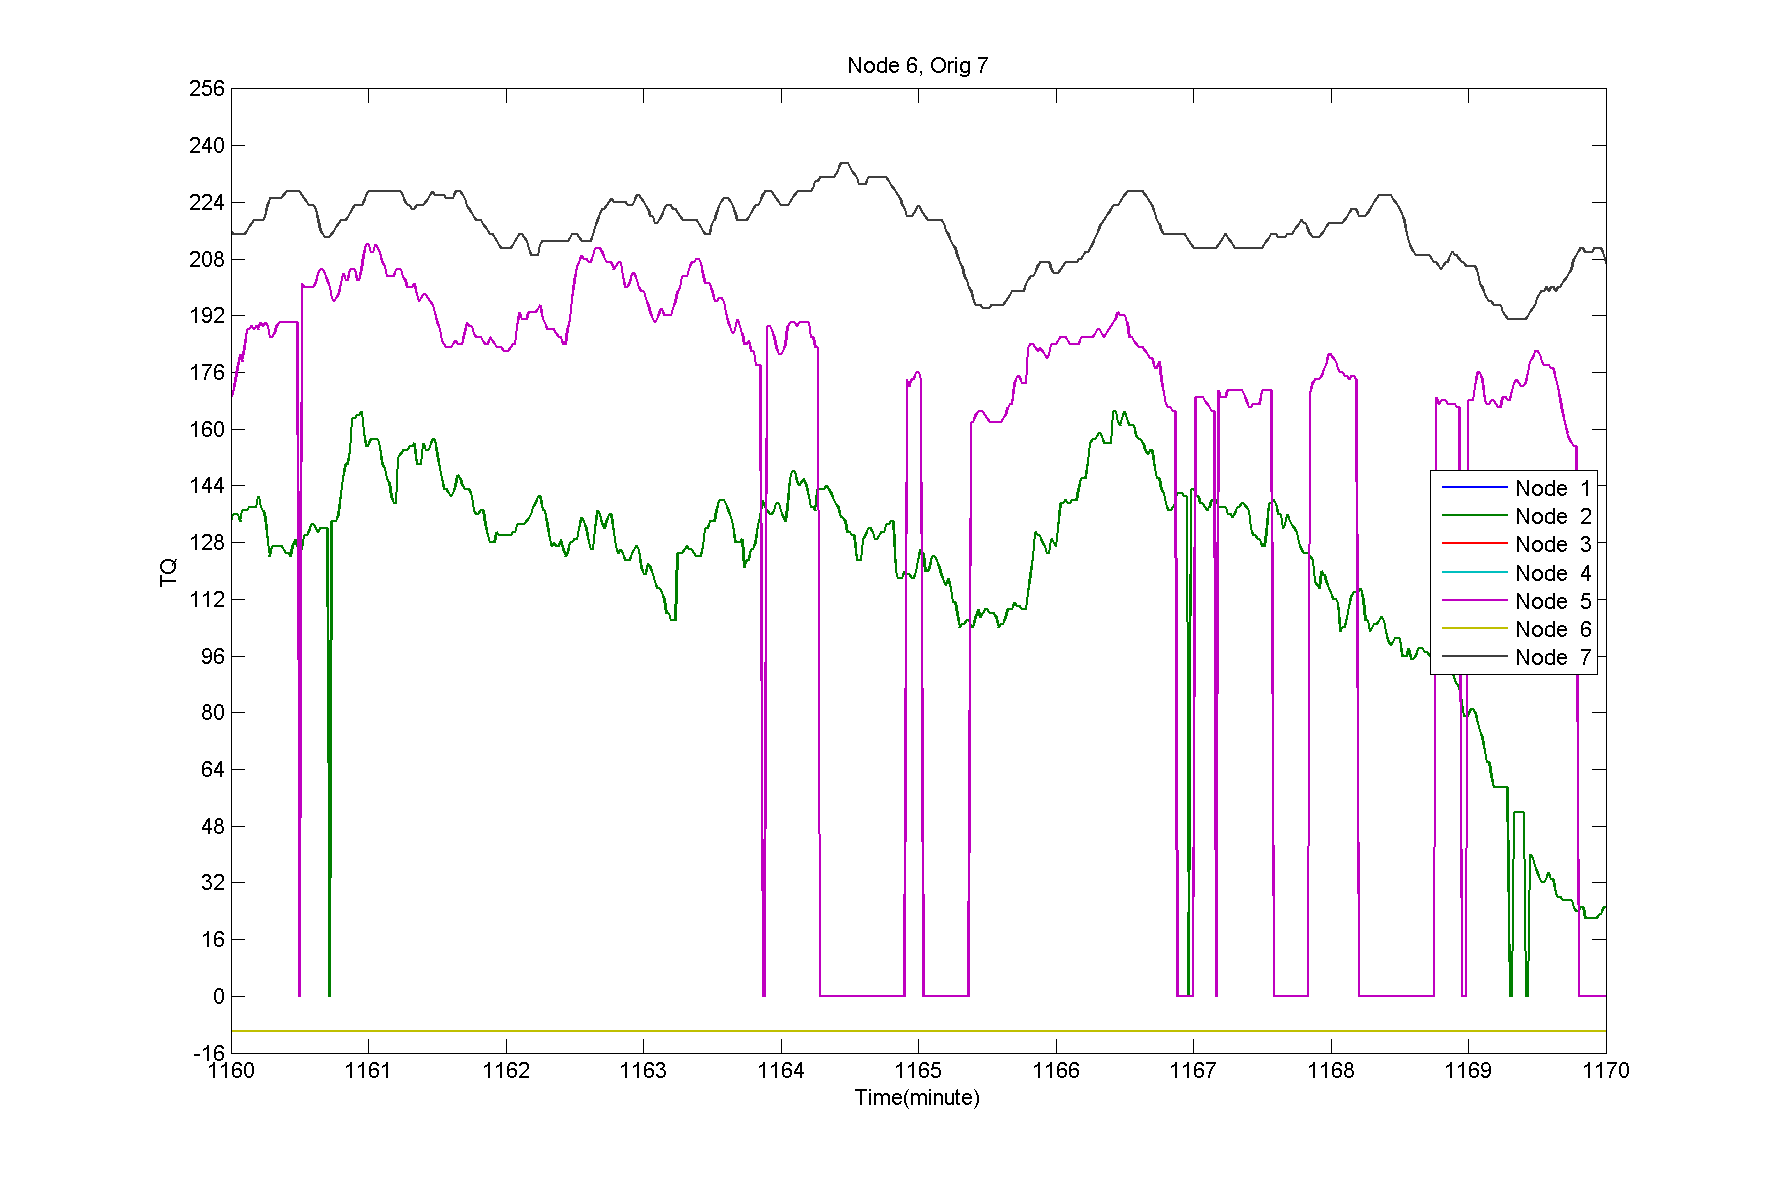 Node 6, Orig 7
256
240
224
208
192
176
160
144
128
112
96
80
64
48
32
16
0
-16
TQ
1160 1161 1162 1163 1164 1165 1166 1167 1168 1169 1170
Time(minute)
Node 1
Node 2
Node 3
Node 4
Node 5
Node 6
Node 7